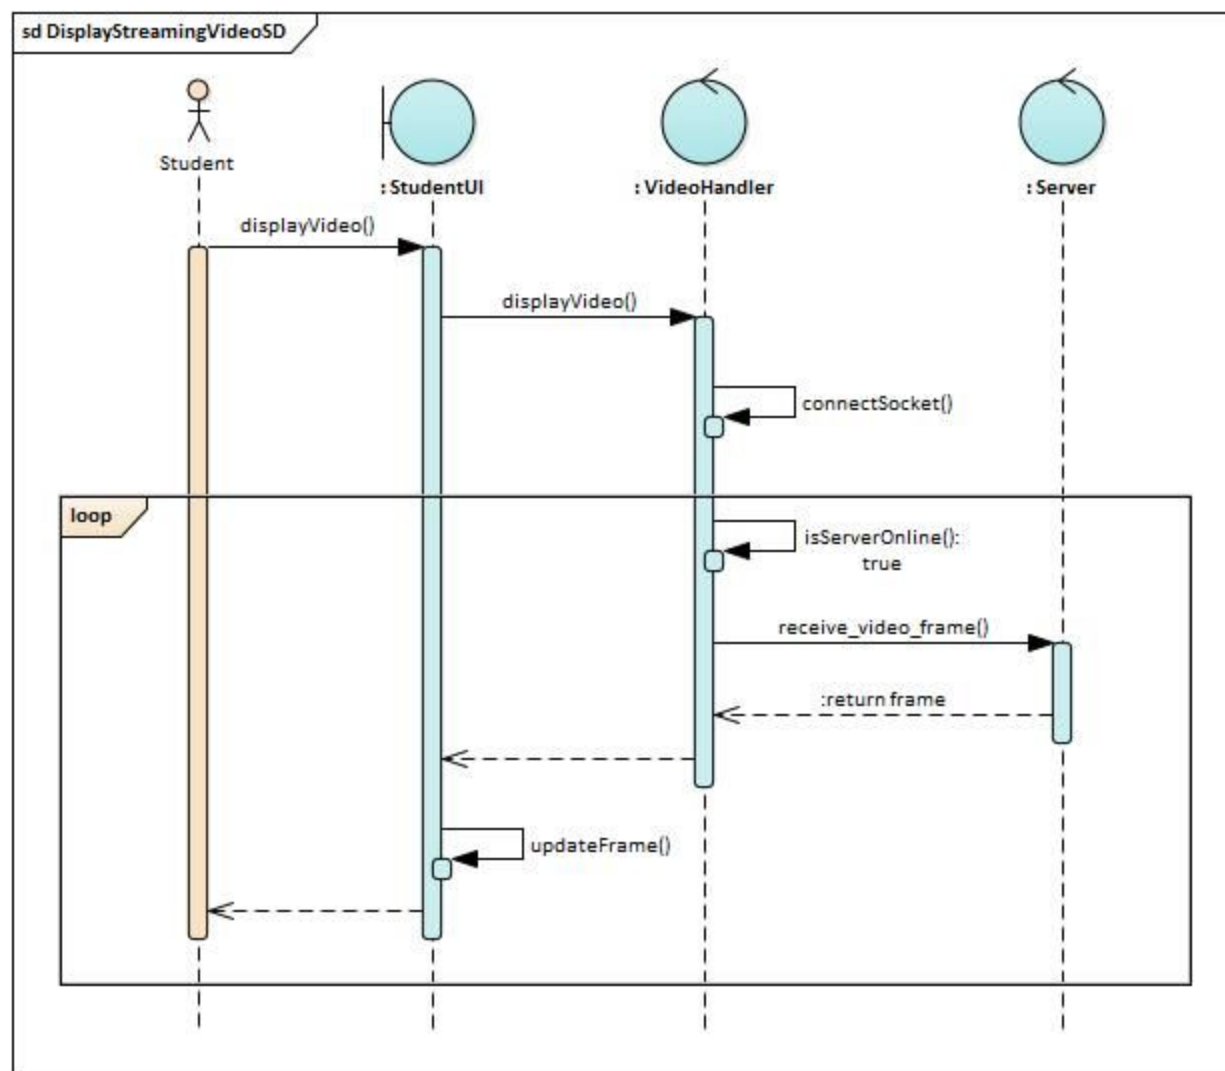 sd DisplayStreamingVideoSD
Student
: StudentUI
: VideoHandler
: Server
displayVideo()
displayVideo()
connectSocket()
loop
isServerOnline():
true
receive_video_frame()
:return frame
updateFrame()